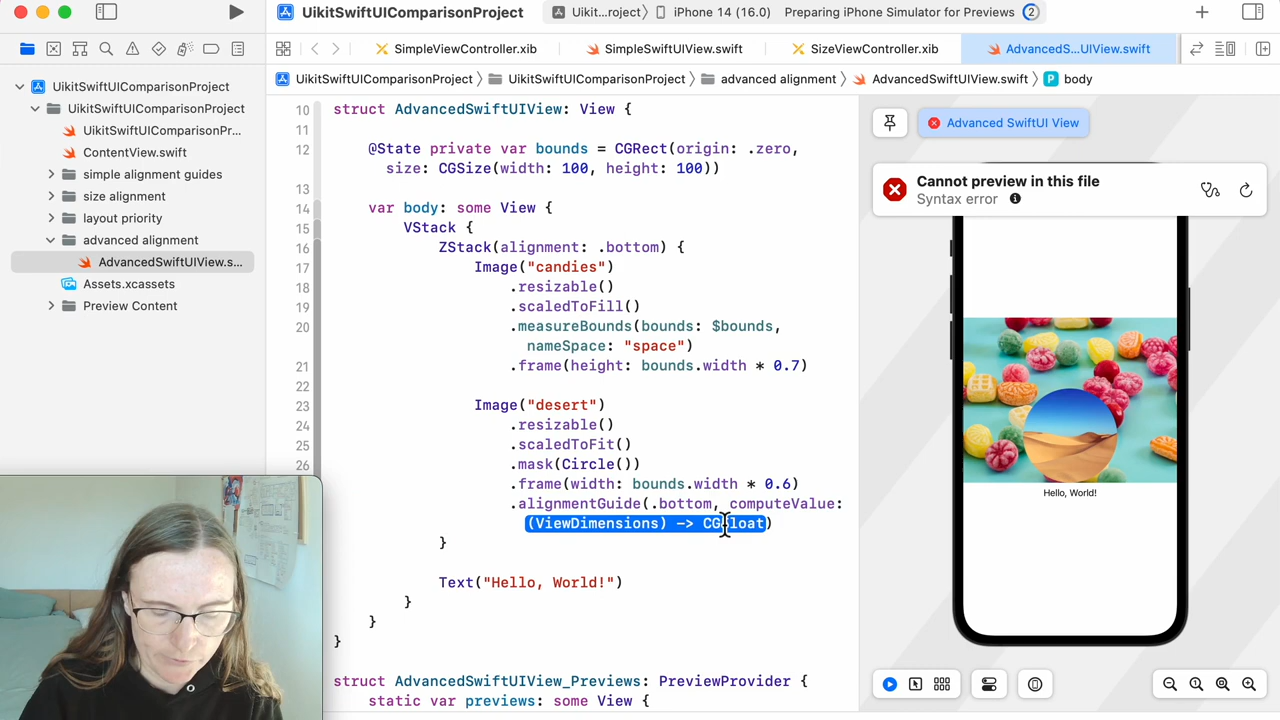 UikitSwiftUIComparisonProject
Uikit...roject
iPhone 14 (16.0)
Preparing iPhone Simulator for Previews
2
SimpleViewController.xib
SimpleSwiftUIView.swift
SizeViewController.xib
AdvancedS...UIView.swift
UikitSwiftUIComparisonProject
UikitSwiftUIComparisonProject
advanced alignment
AdvancedSwiftUIView.swift
P body
UikitSwiftUIComparisonProject
UikitSwiftUIComparisonProject
UikitSwiftUIComparisonPr...
ContentView.swift
simple alignment guides
size alignment
layout priority
advanced alignment
AdvancedSwiftUIView.s...
Assets.xcassets
Preview Content
10 struct AdvancedSwiftUIView: View {
11
12 @State private var bounds = CGRect(origin: .zero,
size: CGSize(width: 100, height: 100))
13
14 var body: some View {
15 VStack {
16 ZStack(alignment: .bottom) {
17 Image("candies")
18 .resizable()
19 .scaledToFill()
20 .measureBounds(bounds: $bounds,
nameSpace: "space")
21 .frame(height: bounds.width * 0.7)
22
23 Image("desert")
24 .resizable()
25 .scaledToFit()
26 .mask(Circle())
.frame(width: bounds.width * 0.6)
.alignmentGuide(.bottom, computeValue:
(ViewDimensions) -> CGFloat)
}
Text("Hello, World!")
}
}
}
struct AdvancedSwiftUIView_Previews: PreviewProvider {
static var previews: some View {
Advanced SwiftUI View
Cannot preview in this file
Syntax error
Hello, World!